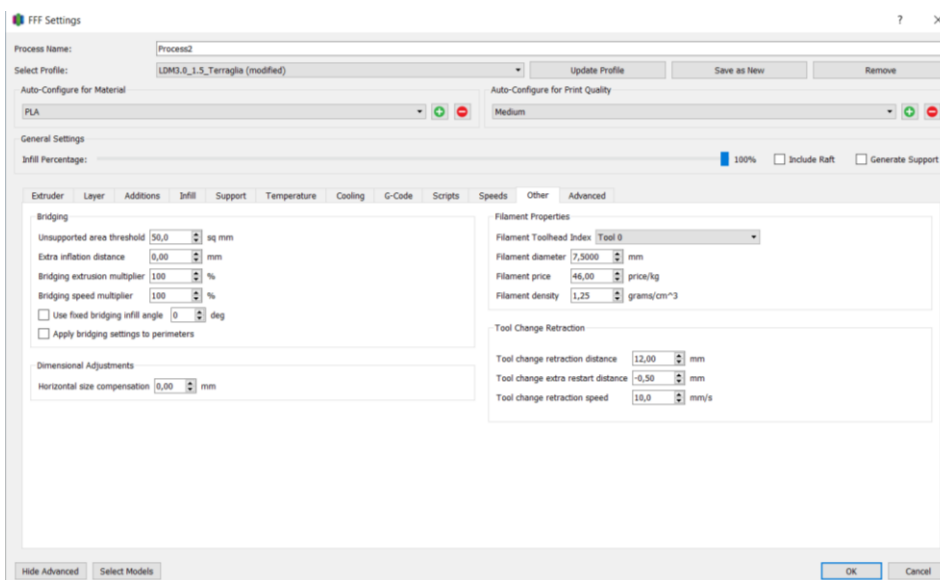 FFF Settings ?
Process Name: Process2
Select Profile: LDM3.0_1.5_Terraglia (modified) Update Profile Save as New Remove
Auto-Configure for Material Auto-Configure for Print Quality
PLA Medium
General Settings
Infill Percentage: 100% Include Raft Generate Support
Extruder Layer Additions Infill Support Temperature Cooling G-Code Scripts Speeds Other Advanced
Bridging
Unsupported area threshold 50,0 sq mm
Extra inflation distance 0,00 mm
Bridging extrusion multiplier 100 %
Bridging speed multiplier 100 %
Use fixed bridging infill angle 0 deg
Apply bridging settings to perimeters
Dimensional Adjustments
Horizontal size compensation 0,00 mm
Filament Properties
Filament Toolhead Index Tool 0
Filament diameter 7,5000 mm
Filament price 46,00 price/kg
Filament density 1,25 grams/cm^3
Tool Change Retraction
Tool change retraction distance 12,00 mm
Tool change extra restart distance -0,50 mm
Tool change retraction speed 10,0 mm/s
Hide Advanced Select Models OK Cancel